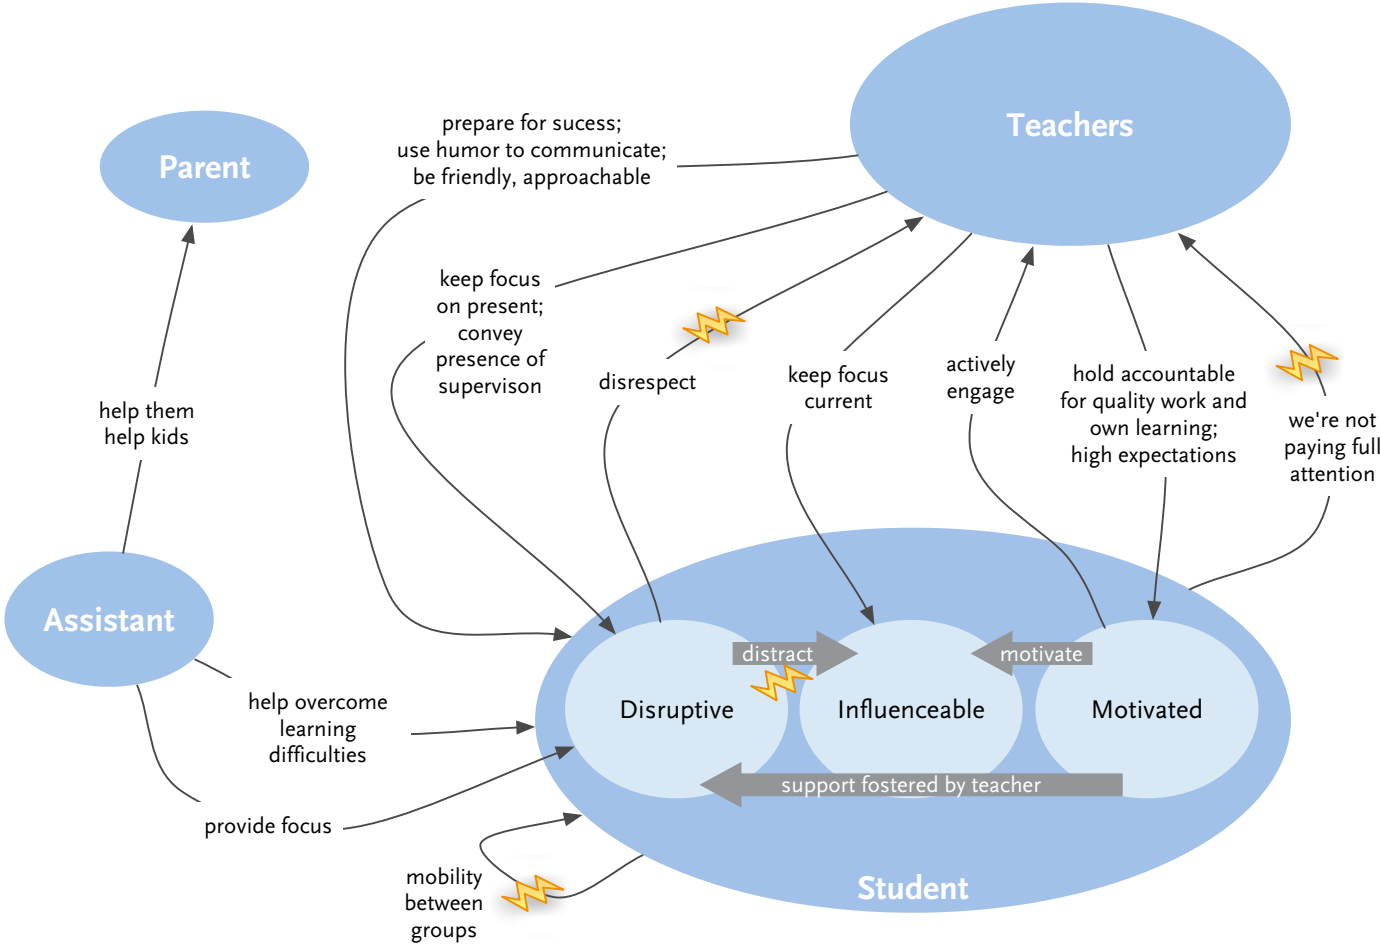 Teachers
prepare for sucess;
use humor to communicate;
be friendly, approachable
Parent
keep focus
on present;
convey
presence of
supervison
disrespect
keep focus
current
actively
engage
hold accountable
for quality work and
own learning;
high expectations
we're not
paying full
attention
help them
help kids
Assistant
help overcome
learning
difficulties
provide focus
distract
motivate
Disruptive
Influenceable
Motivated
support fostered by teacher
Student
mobility
between
groups